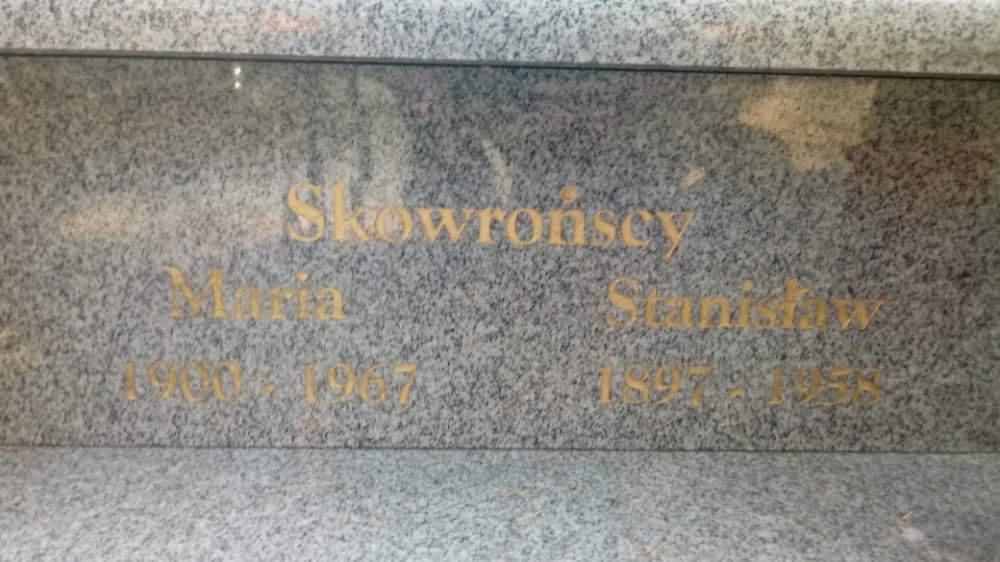 Skowrońscy
Maria Stanisław
1900 - 1967 1897 - 1958